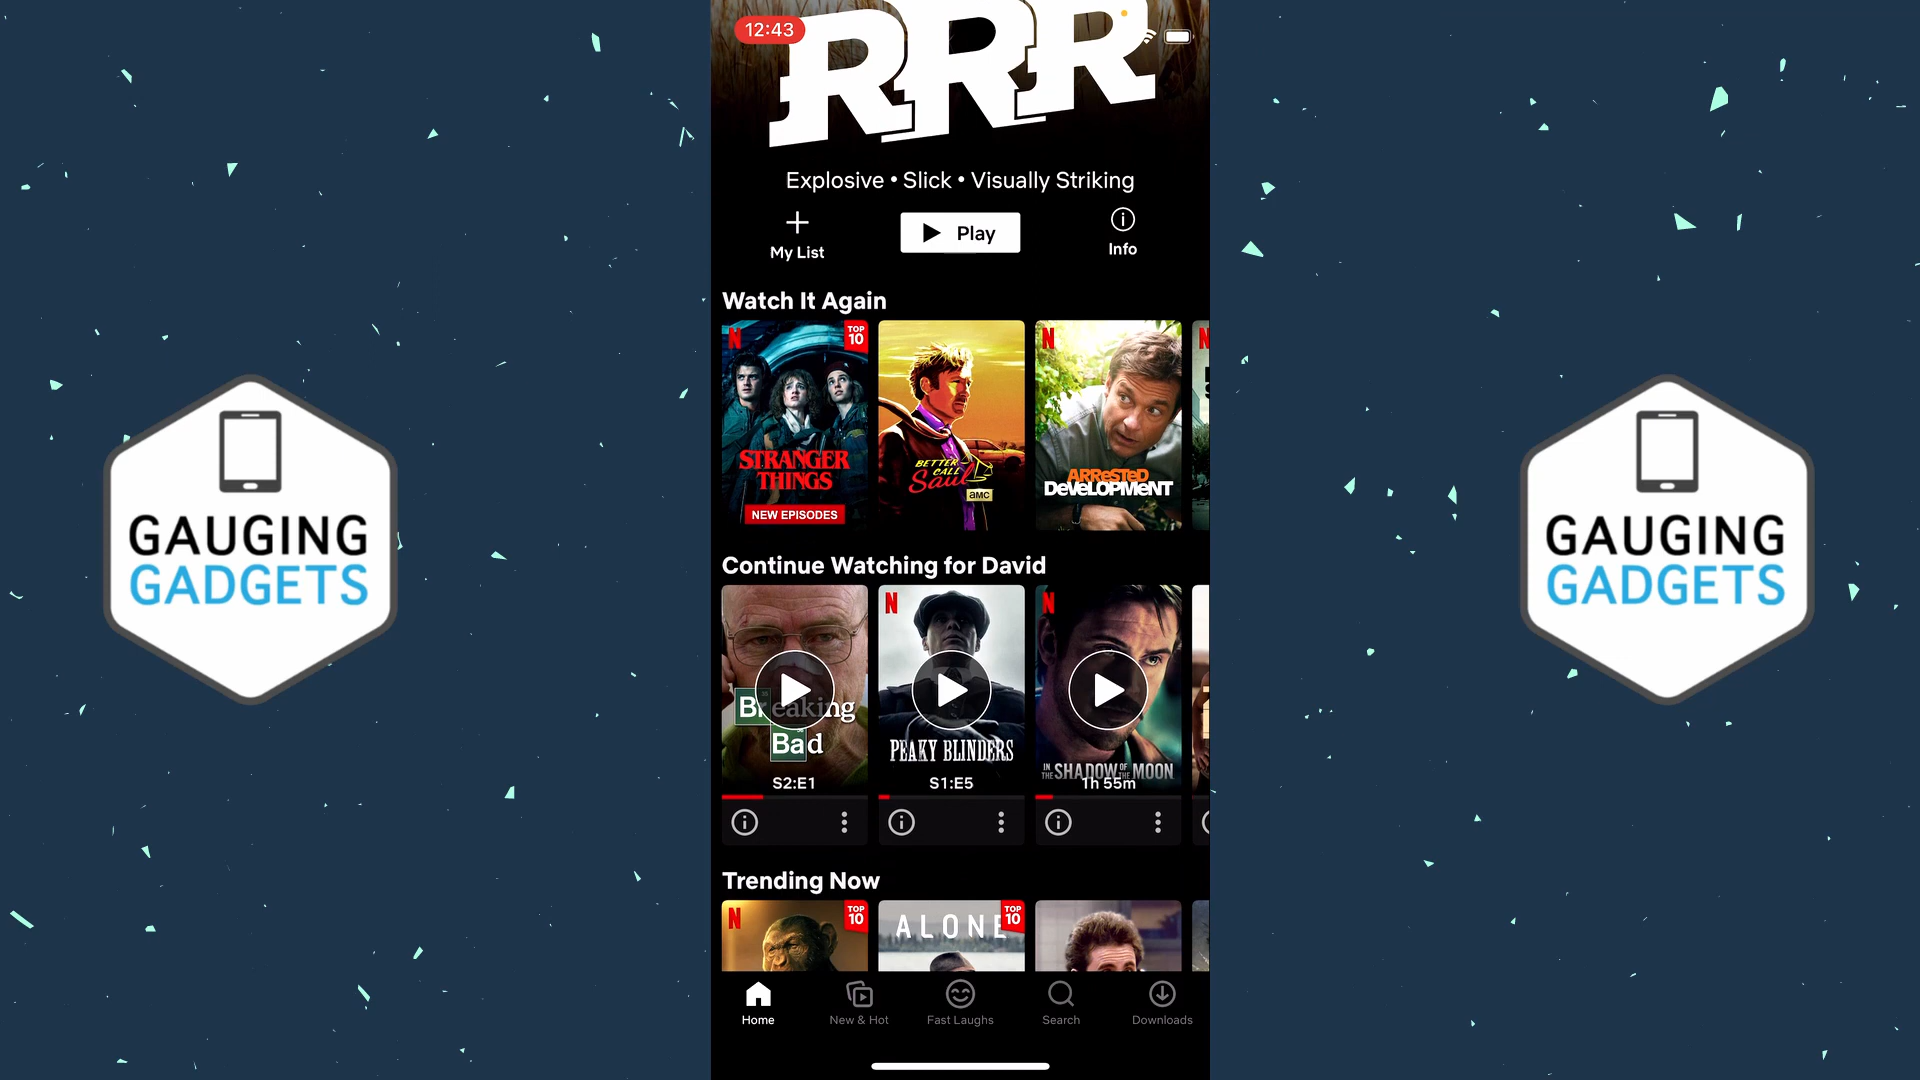 12:43
RRR
Explosive • Slick • Visually Striking
My List
Play
Info
Watch It Again
N
TOP
10
STRANGER
THINGS
NEW EPISODES
BETTER
CALL
Saul
aMC
N
ARReSTeD
DeVeLOPMeNT
N
Continue Watching for David
Breaking
Bad
S2:E1
N
PEAKY BLINDERS
S1:E5
N
IN THE SHADOW OF THE MOON
1h 55m
Trending Now
N
TOP
10
ALONE
TOP
10
Home
New & Hot
Fast Laughs
Search
Downloads
GAUGING
GADGETS
GAUGING
GADGETS